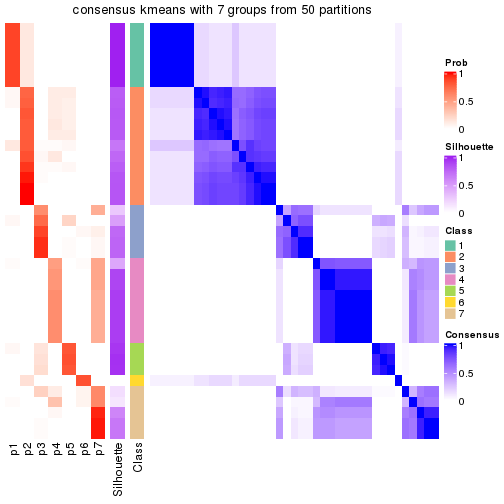 consensus kmeans with 7 groups from 50 partitions
Prob
1
0.5
0
Silhouette
1
0.5
0
Class
1
2
3
4
5
6
7
Consensus
1
0.5
0
p1
p2
p3
p4
p5
p6
p7
Silhouette
Class